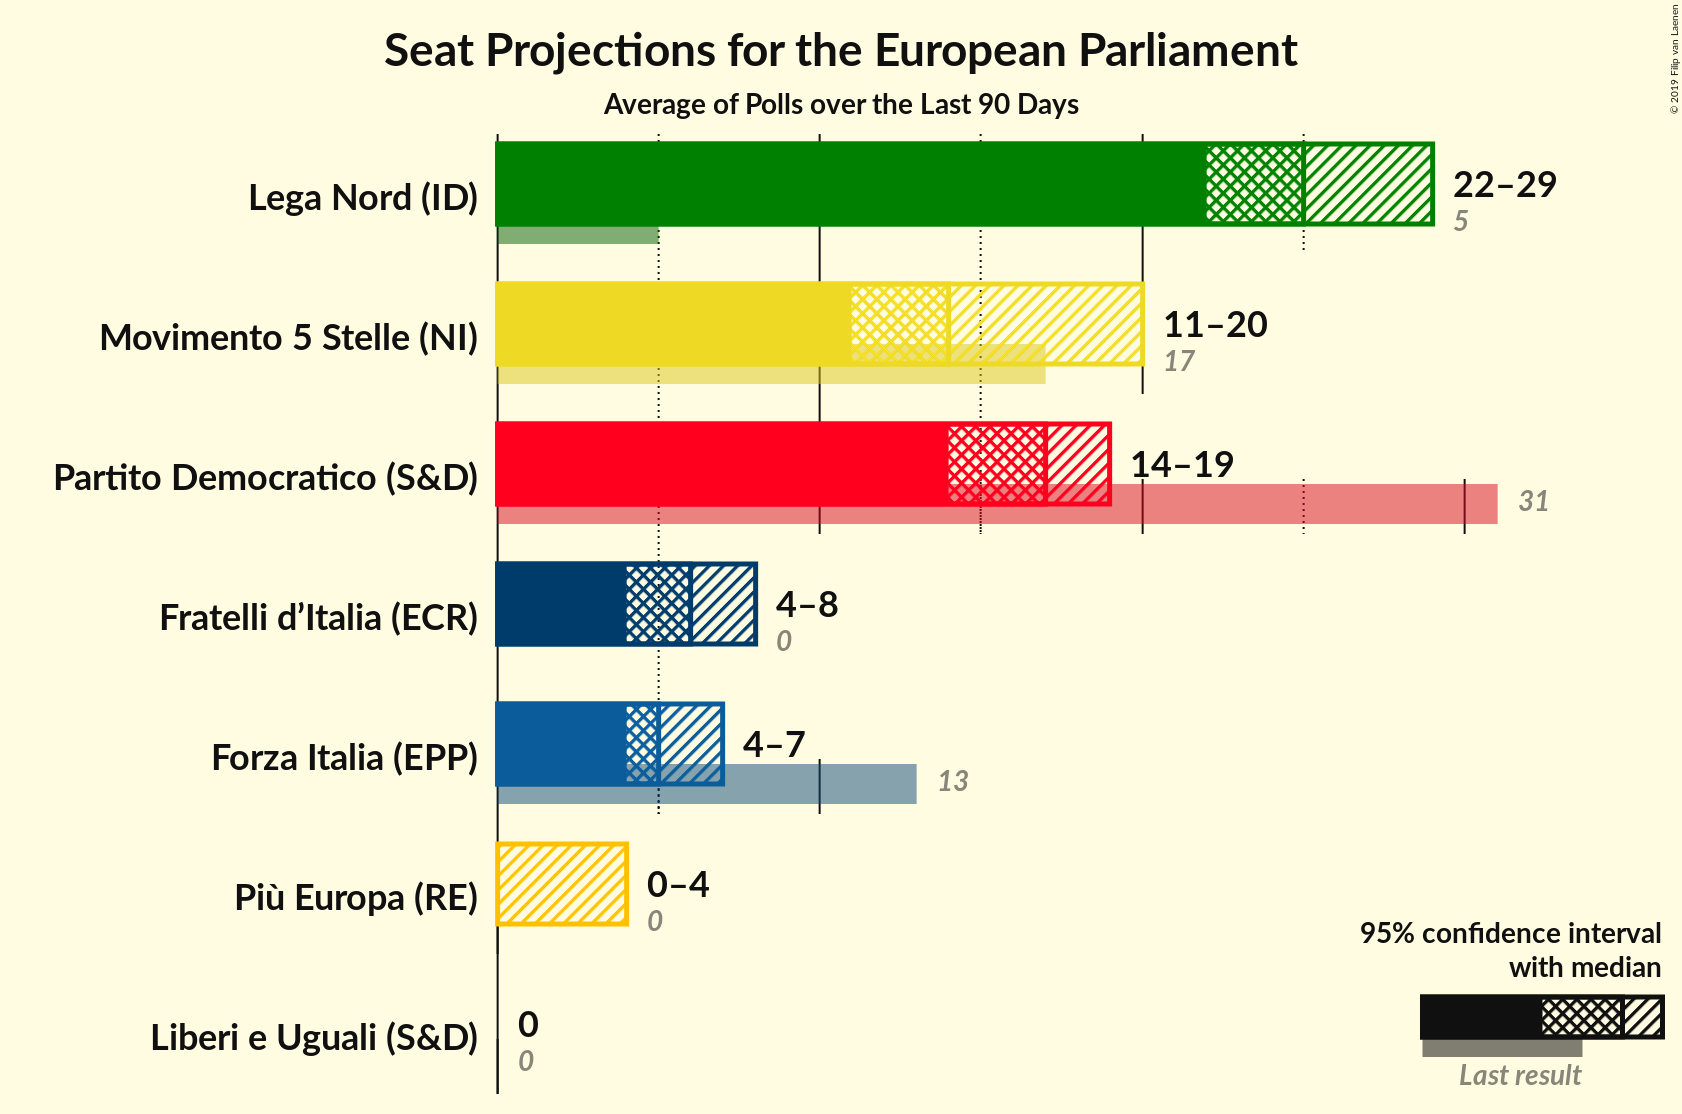 Seat Projections for the European Parliament
Average of Polls over the Last 90 Days
© 2019 Filip van Laenen
Lega Nord (ID)
22–29
5
Movimento 5 Stelle (NI)
11–20
17
Partito Democratico (S&D)
14–19
31
Fratelli d’Italia (ECR)
4–8
0
Forza Italia (EPP)
4–7
13
Più Europa (RE)
0–4
0
Liberi e Uguali (S&D)
0
0
95% confidence interval
with median
Last result